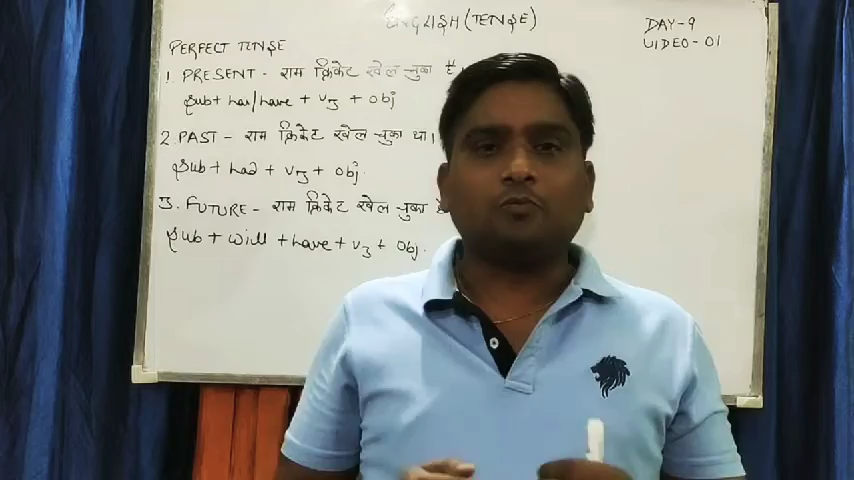 ENGLISH (TENSE)
DAY-9
VIDEO-01
PERFECT TENSE
1 PRESENT - राम क्रिकेट खेल चुका है
Sub + has/have + V3 + Obj
2. PAST - राम क्रिकेट खेल चुका था।
Sub + had + V3 + Obj.
3. FUTURE - राम क्रिकेट खेल चुका
Sub + will + have + V3 + Obj.